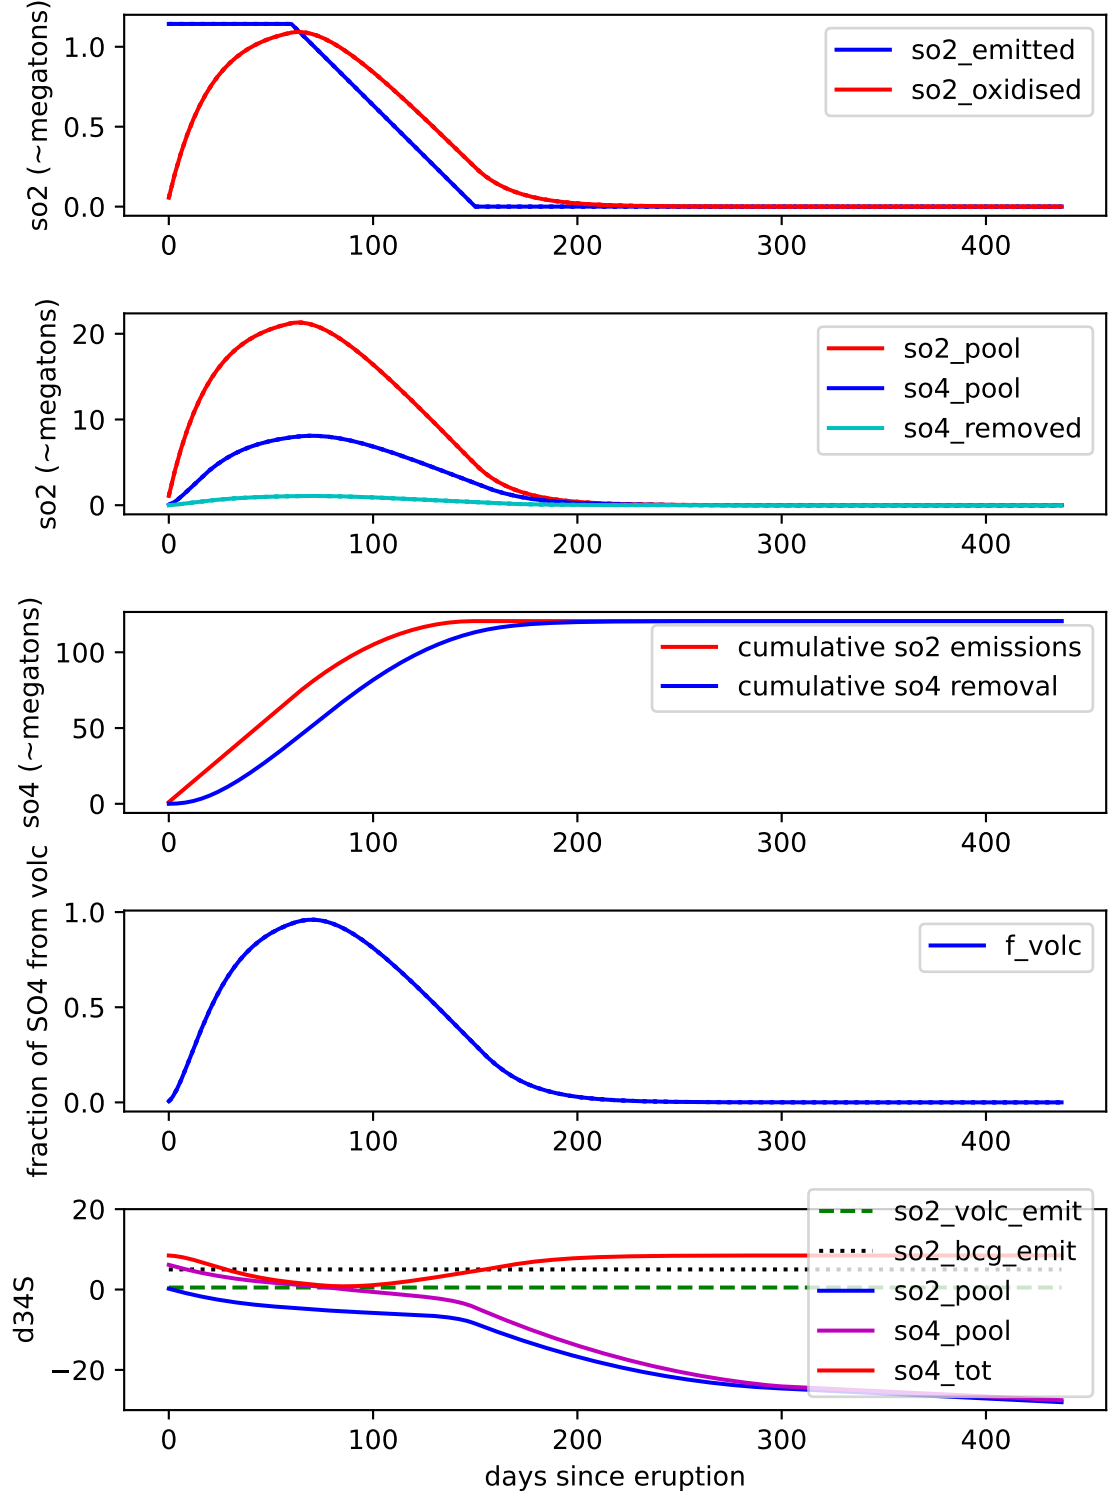 so2 (~megatons)
1.0
0.5
0.0
so2_emitted
so2_oxidised
0
100
200
300
400
so2 (~megatons)
20
10
0
so2_pool
so4_pool
so4_removed
0
100
200
300
400
so4 (~megatons)
100
50
0
cumulative so2 emissions
cumulative so4 removal
0
100
200
300
400
fraction of SO4 from volc
1.0
0.5
0.0
f_volc
0
100
200
300
400
d34S
20
0
−20
so2_volc_emit
so2_bcg_emit
so2_pool
so4_pool
so4_tot
0
100
200
300
400
days since eruption